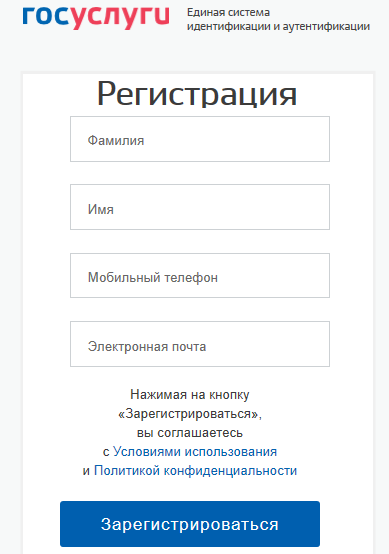 госуслуги
Единая система
идентификации и аутентификации
Регистрация
Фамилия
Имя
Мобильный телефон
Электронная почта
Нажимая на кнопку
«Зарегистрироваться»,
вы соглашаетесь
с Условиями использования
и Политикой конфиденциальности
Зарегистрироваться